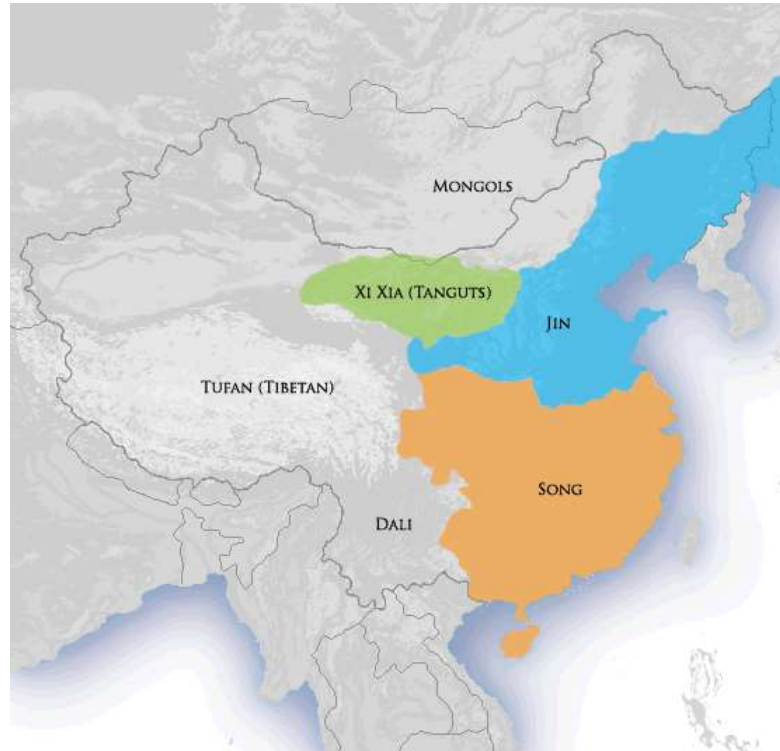 Mongols
Xi Xia (Tanguts)
Jin
Tufan (Tibetan)
Song
Dali